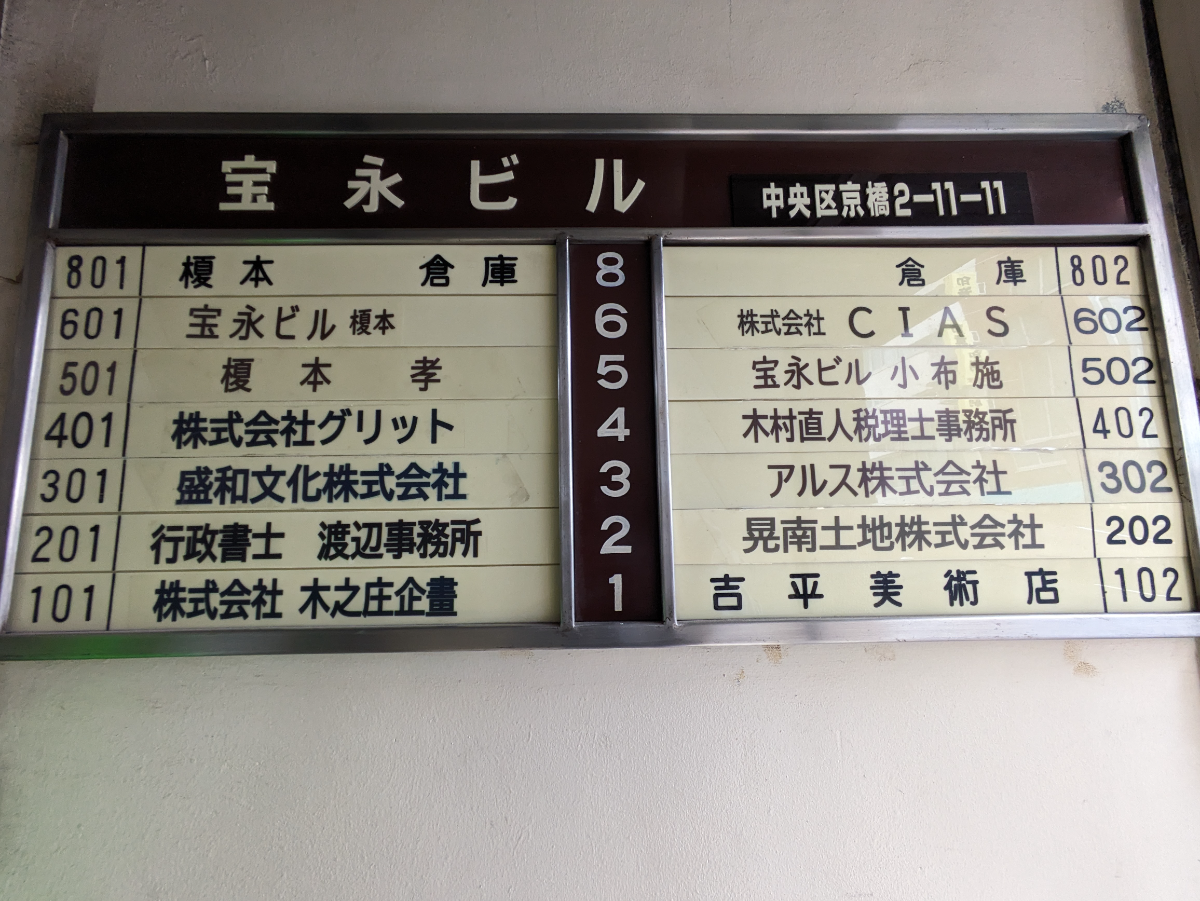 宝永ビル 中央区京橋2-11-11
801 榎本 倉庫 8 倉庫 802
601 宝永ビル 榎本 6 株式会社 CIAS 602
501 榎本 孝 5 宝永ビル 小布施 502
401 株式会社グリット 4 木村直人税理士事務所 402
301 盛和文化株式会社 3 アルス株式会社 302
201 行政書士 渡辺事務所 2 晃南土地株式会社 202
101 株式会社 木之庄企畫 1 吉平美術店 102